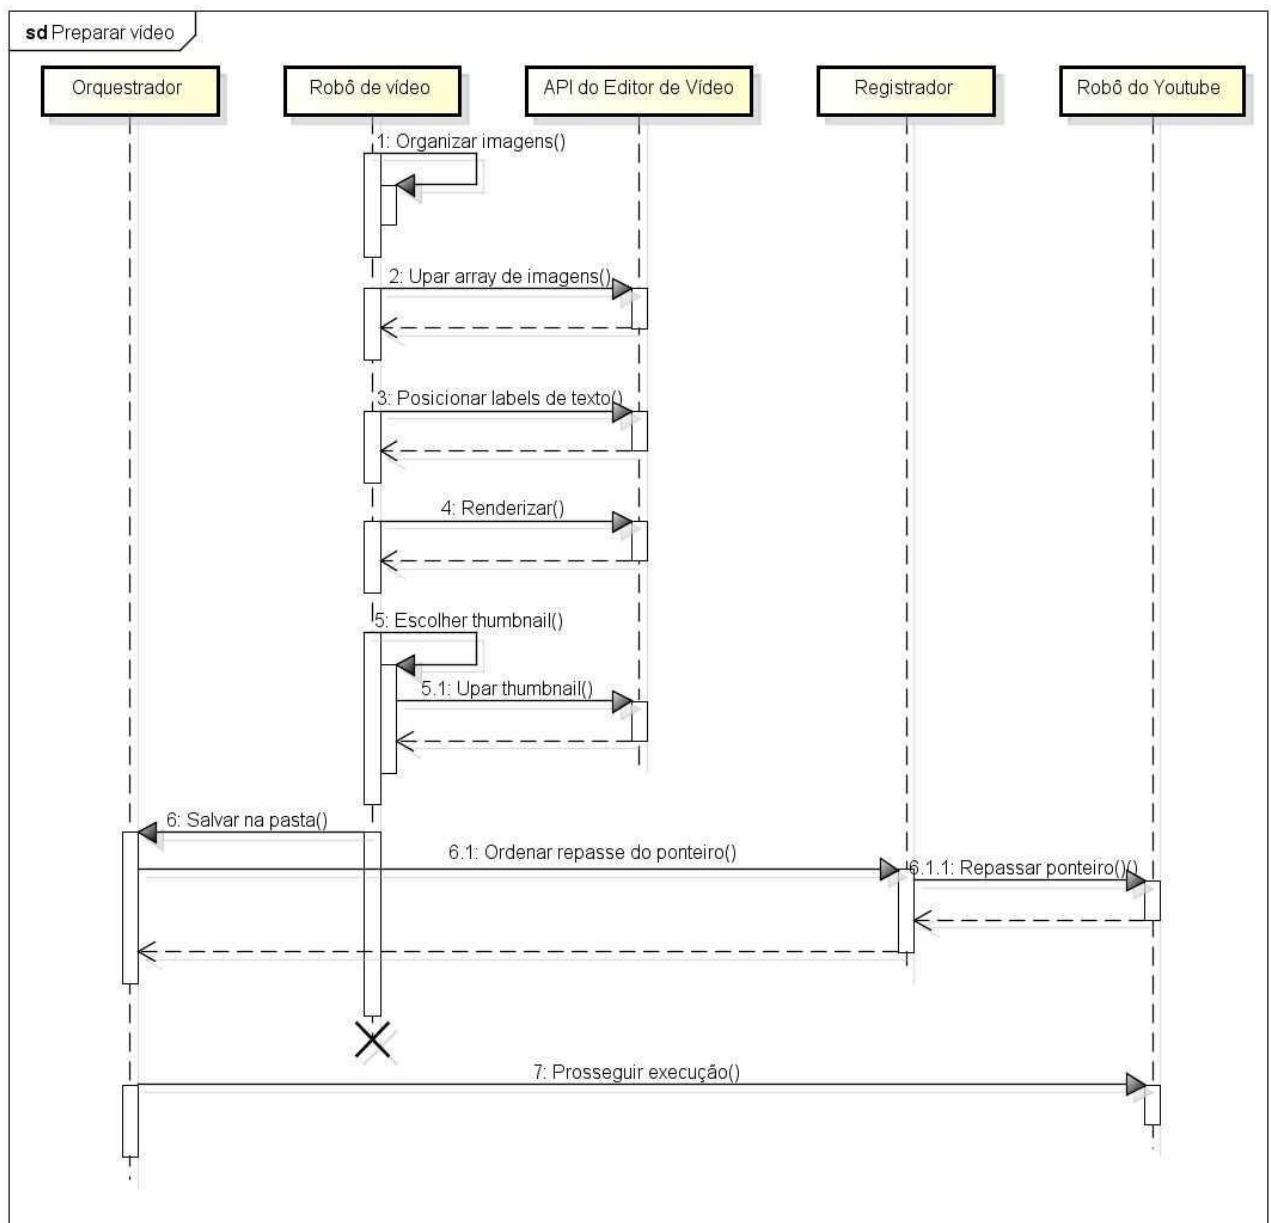 sd Preparar vídeo
Orquestrador
Robô de vídeo
API do Editor de Vídeo
Registrador
Robô do Youtube
1: Organizar imagens()
2: Upar array de imagens()
3: Posicionar labels de texto()
4: Renderizar()
5: Escolher thumbnail()
5.1: Upar thumbnail()
6: Salvar na pasta()
6.1: Ordenar repasse do ponteiro()
6.1.1: Repassar ponteiro()()
7: Prosseguir execução()